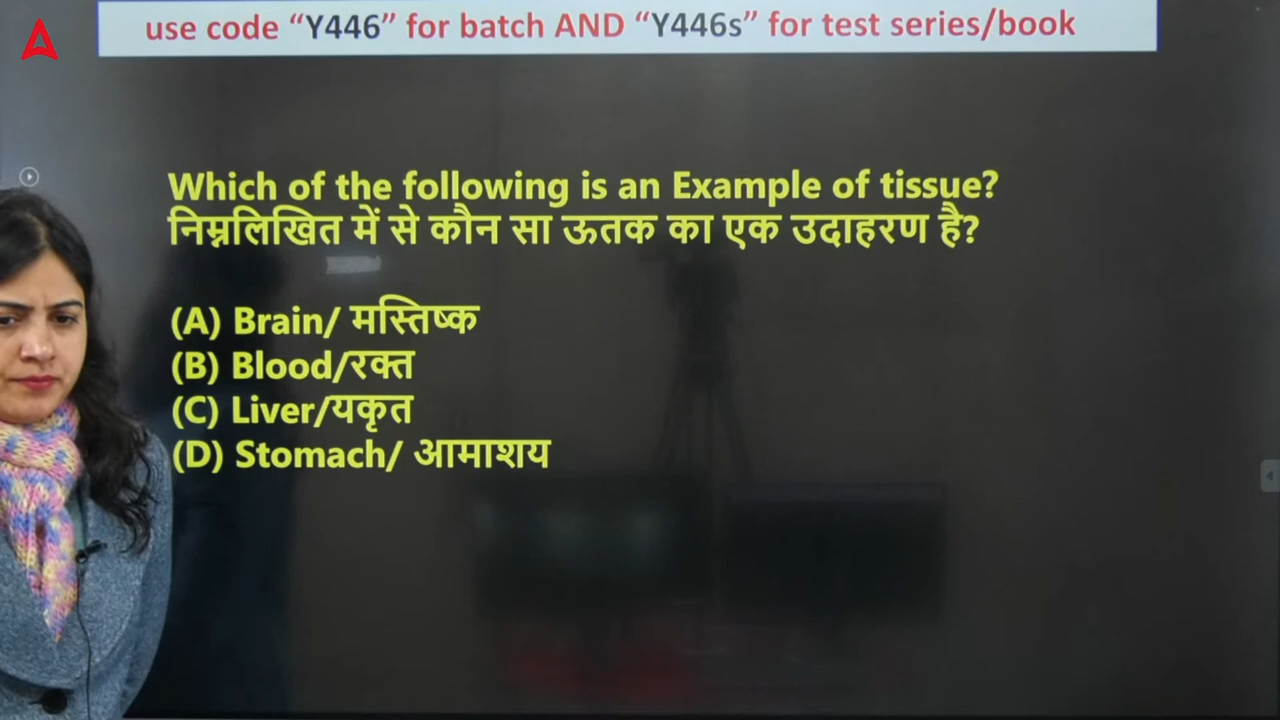 use code “Y446” for batch AND “Y446s” for test series/book
Which of the following is an Example of tissue?
निम्नलिखित में से कौन सा ऊतक का एक उदाहरण है?
(A) Brain/ मस्तिष्क
(B) Blood/रक्त
(C) Liver/यकृत
(D) Stomach/ आमाशय